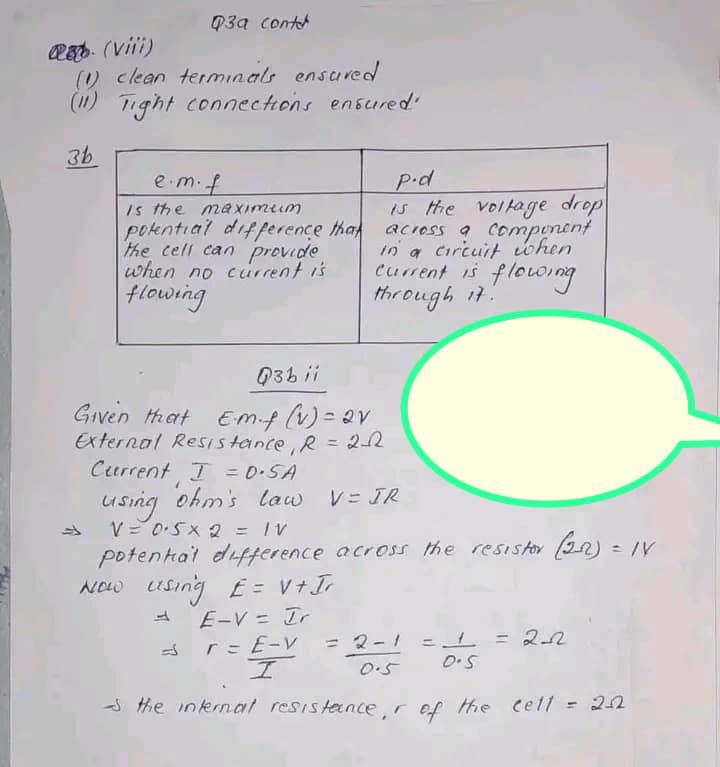 Q3a contd
(viii)
(i) clean terminals ensured
(ii) Tight connections ensured.
3b
e.m.f
is the maximum
potential difference that
the cell can provide
when no current is
flowing
p.d
is the voltage drop
across a component
in a circuit when
current is flowing
through it.
Q3b ii
Given that E.m.f (V) = 2V
External Resistance, R = 2Ω
Current, I = 0.5A
using ohm's law V = IR
⇒ V = 0.5 × 2 = 1V
potential difference across the resistor (2Ω) = 1V
Now using E = V + Ir
⇒ E-V = Ir
⇒ r = E-V/I = 2-1/0.5 = 1/0.5 = 2Ω
⇒ the internal resistance, r of the cell = 2Ω